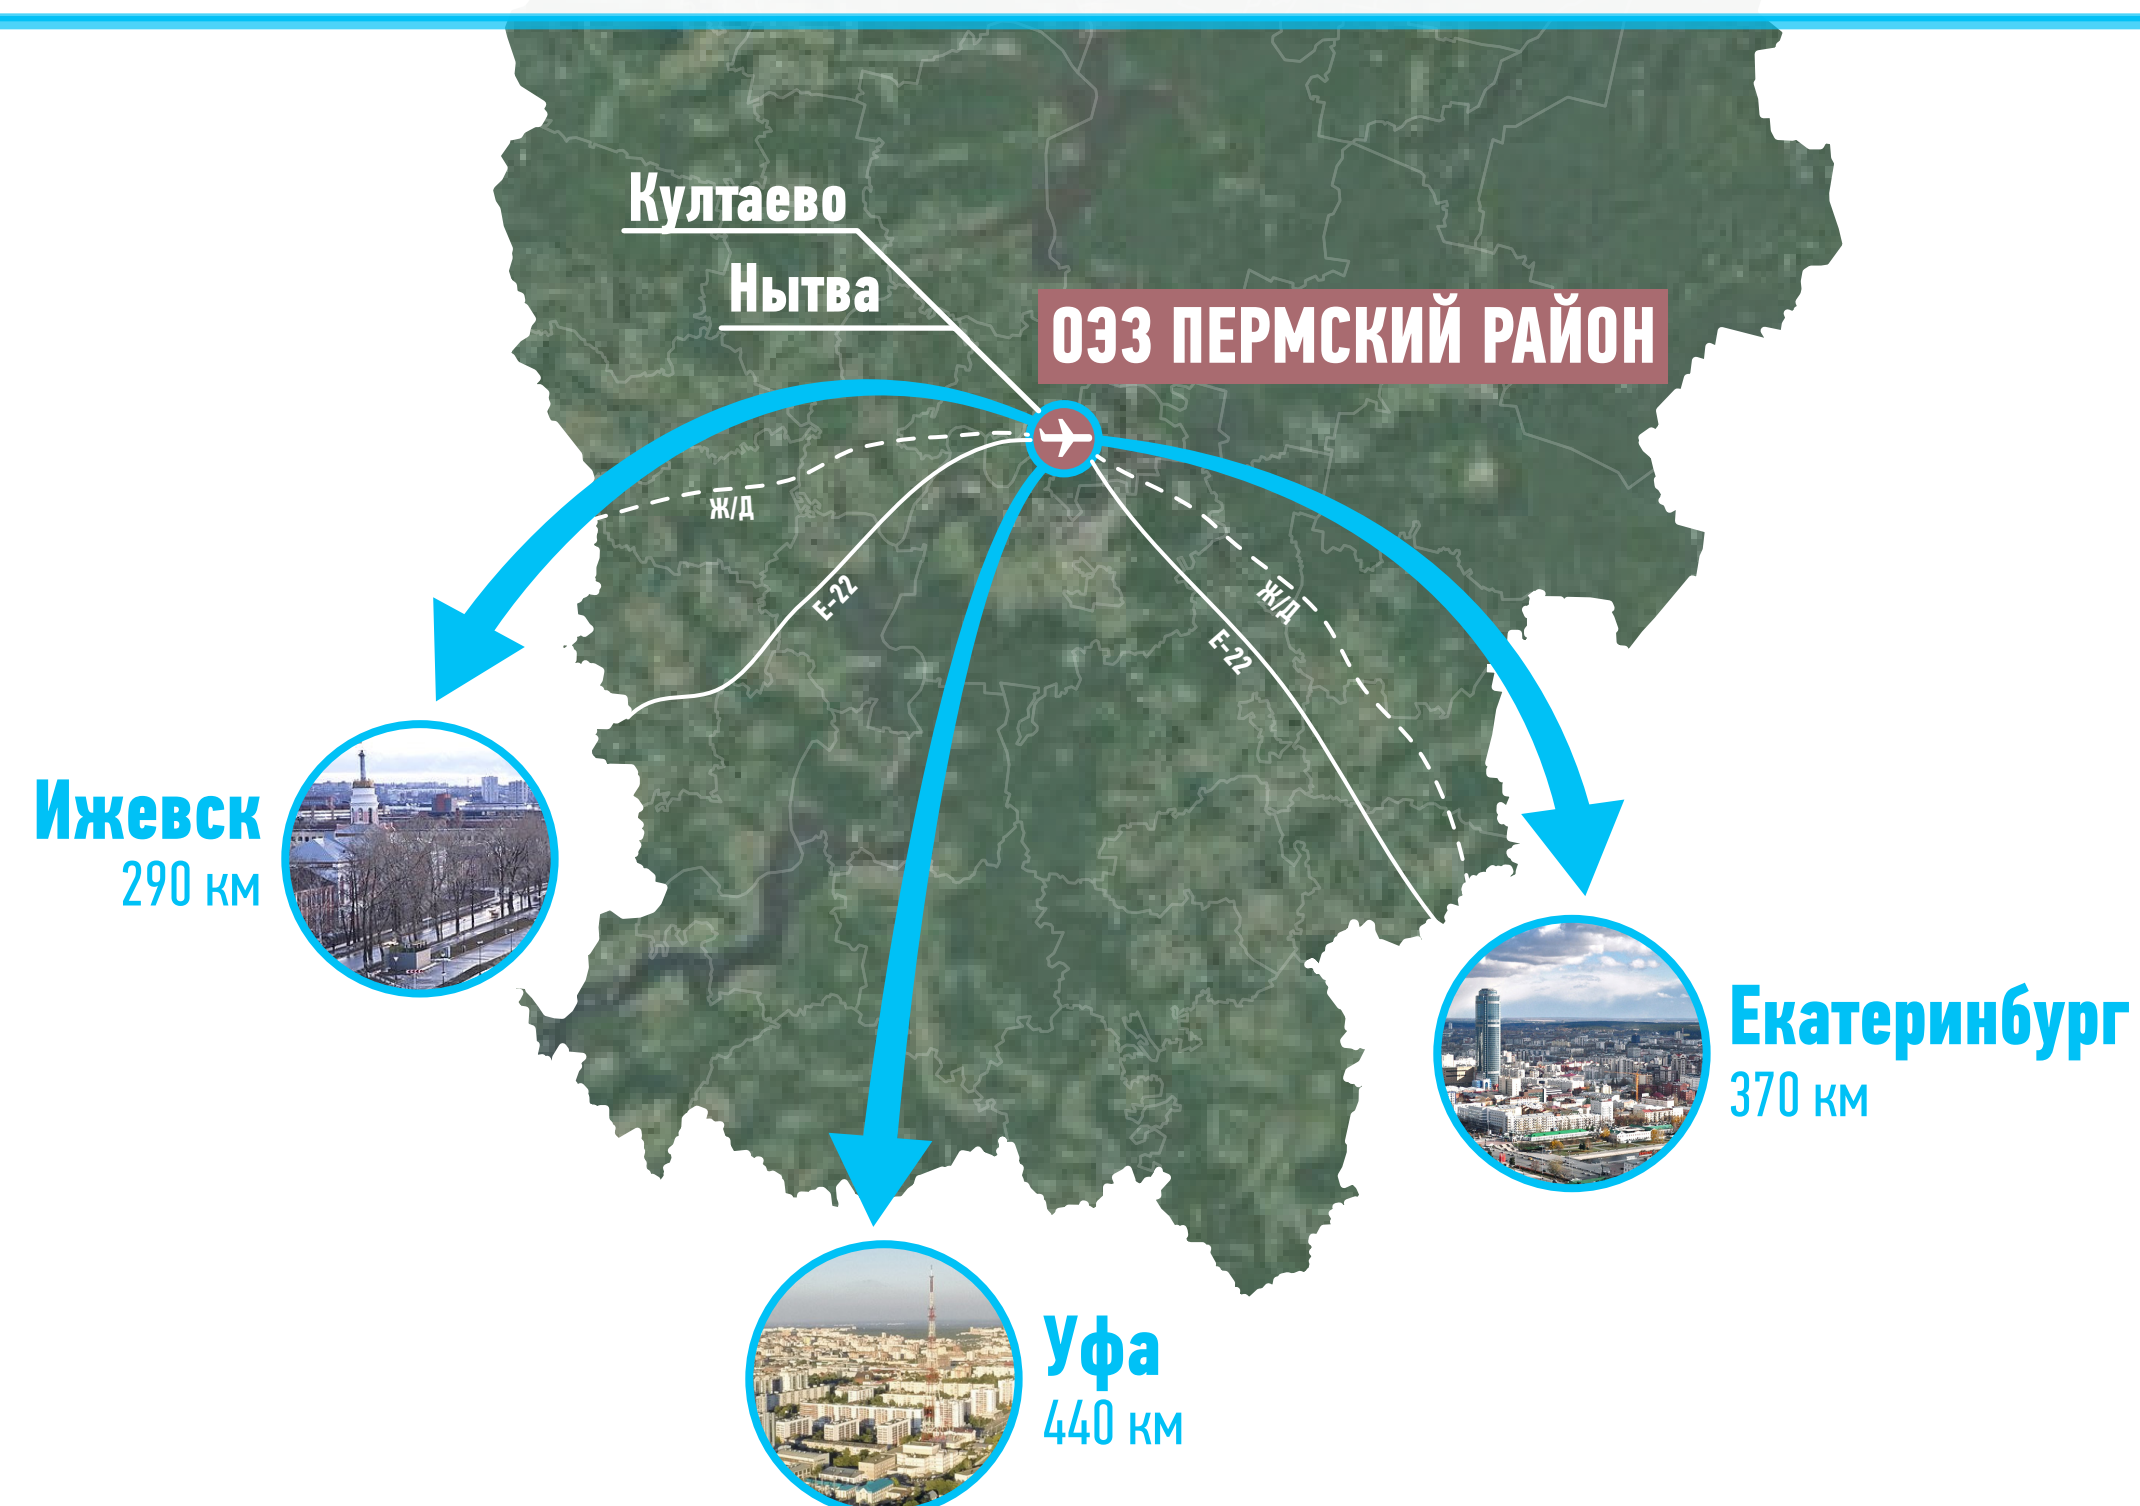 Култаево
Нытва
ОЭЗ ПЕРМСКИЙ РАЙОН
Ж/Д
Е-22
Ж/Д
Е-22
Ижевск
290 км
Екатеринбург
370 км
Уфа
440 км